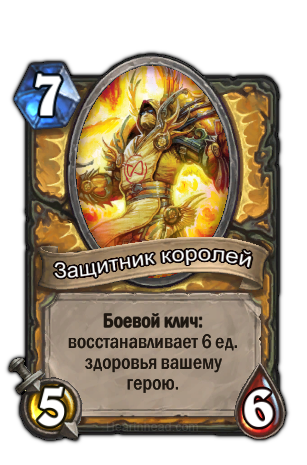 7
Защитник королей
Боевой клич:
восстанавливает 6 ед.
здоровья вашему
герою.
5
6